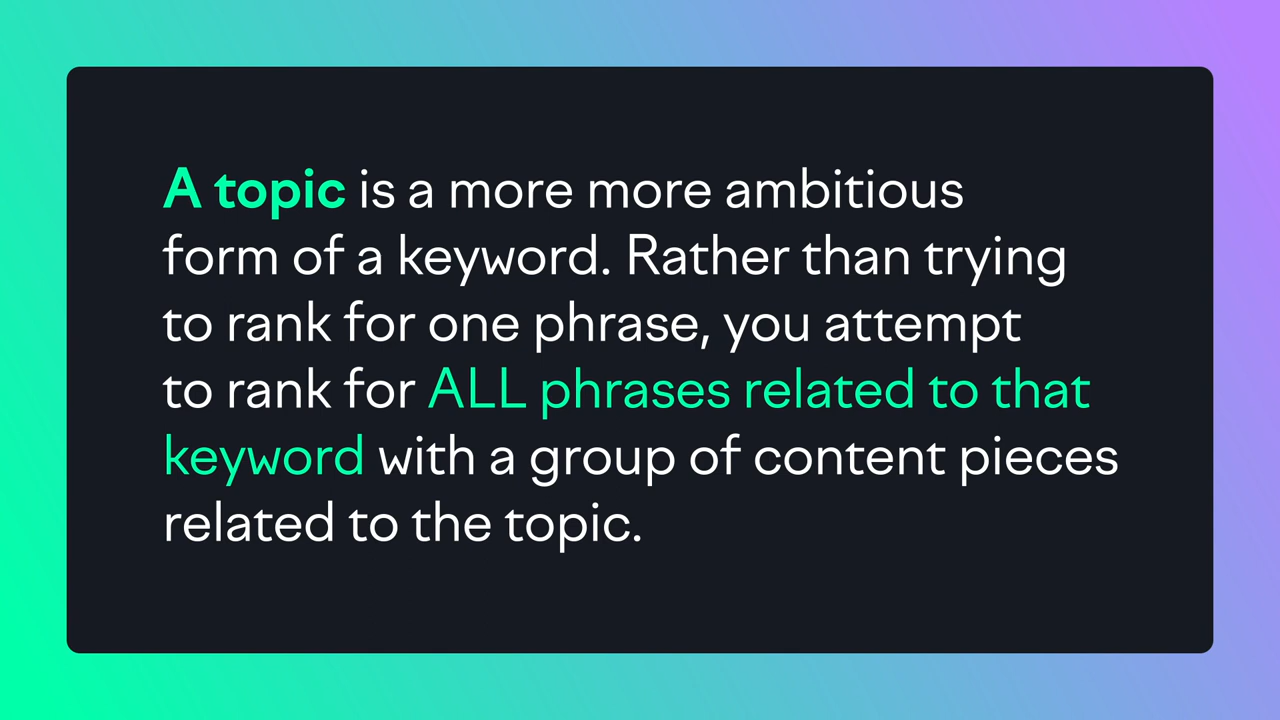 A topic is a more more ambitious
form of a keyword. Rather than trying
to rank for one phrase, you attempt
to rank for ALL phrases related to that
keyword with a group of content pieces
related to the topic.